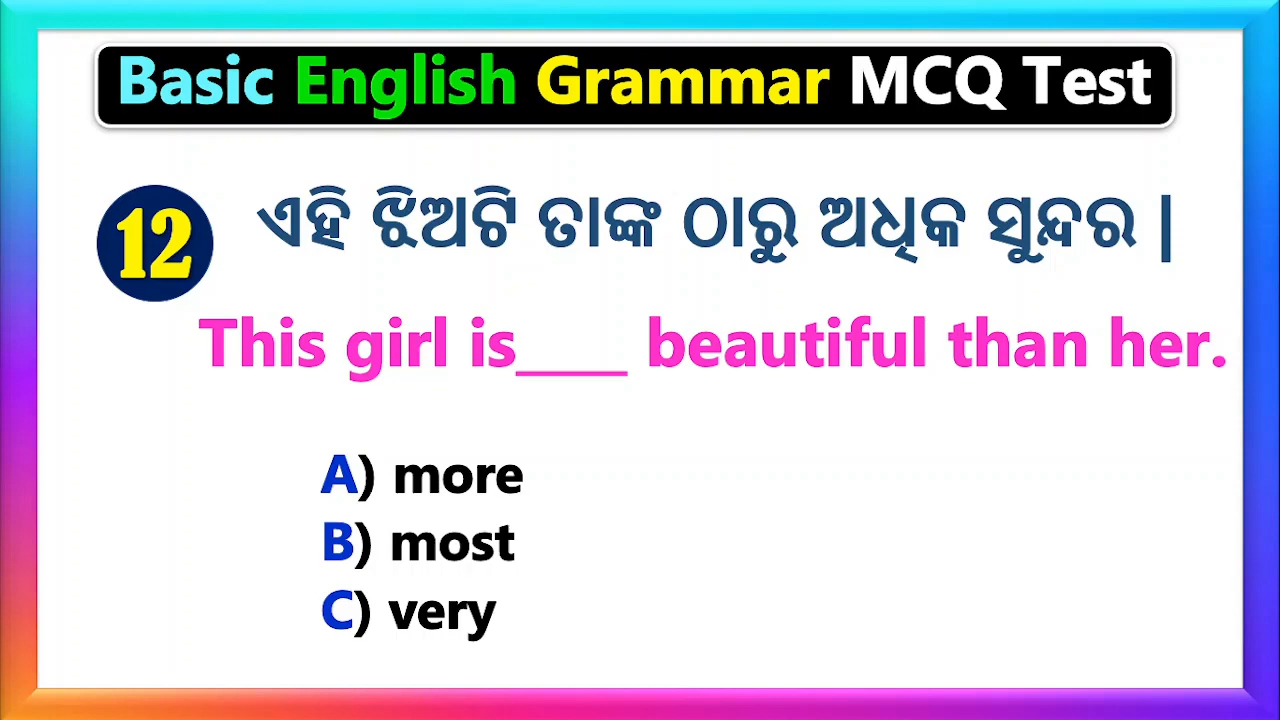 Basic English Grammar MCQ Test
12 ଏହି ଝିଅଟି ତାଙ୍କ ଠାରୁ ଅଧିକ ସୁନ୍ଦର |
This girl is____ beautiful than her.
A) more
B) most
C) very